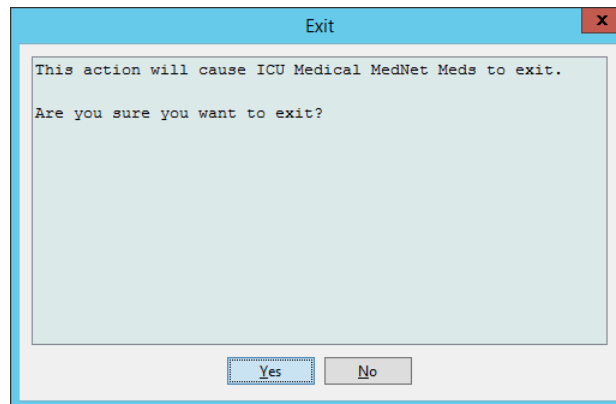 Exit
x
This action will cause ICU Medical MedNet Meds to exit.
Are you sure you want to exit?
Yes
No